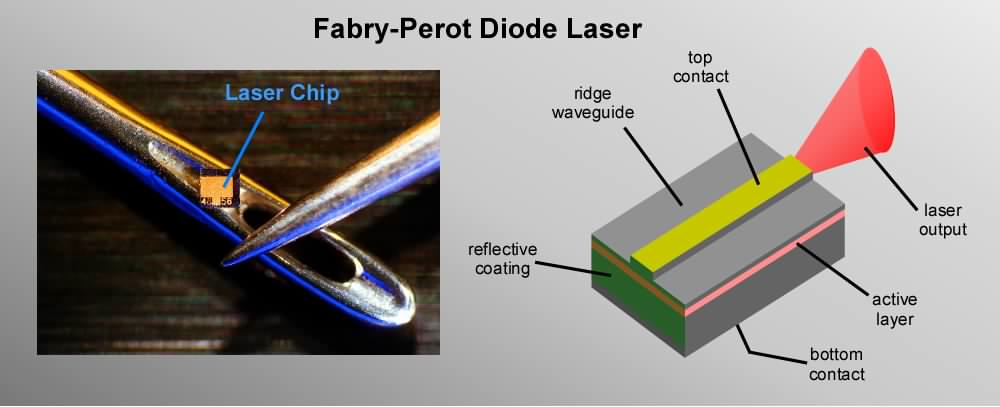 Fabry-Perot Diode Laser
Laser Chip
top
contact
ridge
waveguide
laser
output
reflective
coating
active
layer
bottom
contact